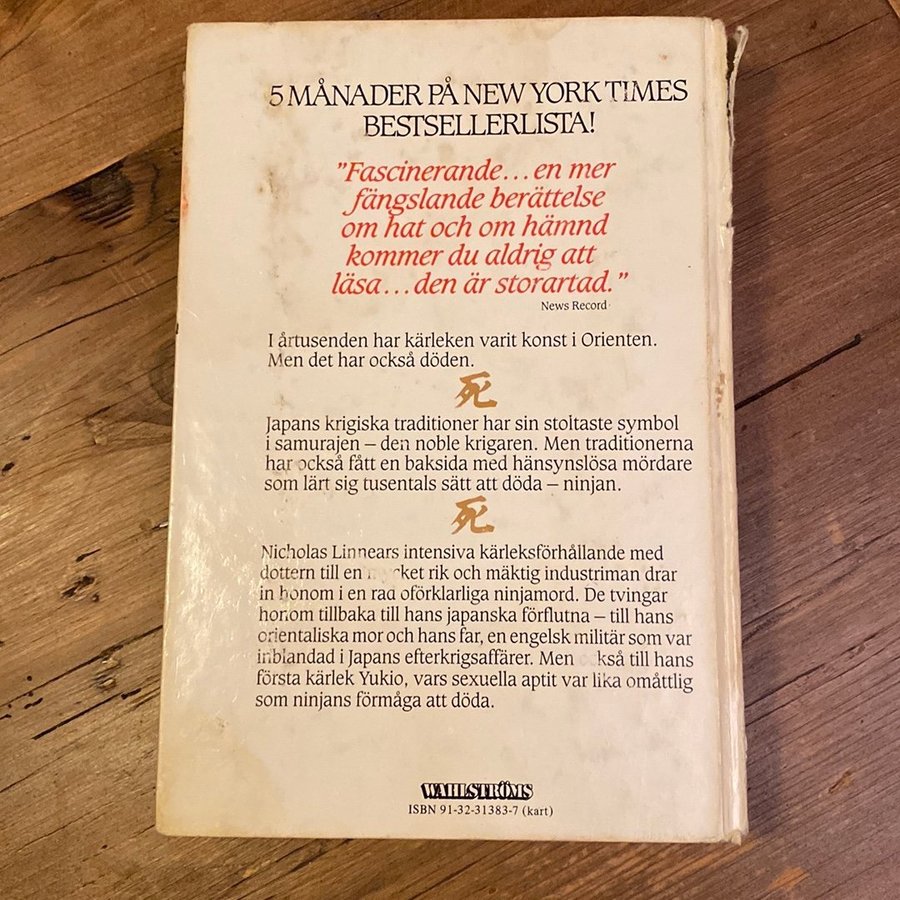 5 MÅNADER PÅ NEW YORK TIMES
BESTSELLERLISTA!
”Fascinerande...en mer
fängslande berättelse
om hat och om hämnd
kommer du aldrig att
läsa...den är storartad.”
News Record
I årtusenden har kärleken varit konst i Orienten.
Men det har också döden.
死
Japans krigiska traditioner har sin stoltaste symbol
i samurajen – den noble krigaren. Men traditionerna
har också fått en baksida med hänsynslösa mördare
som lärt sig tusentals sätt att döda – ninjan.
死
Nicholas Linnears intensiva kärleksförhållande med
dottern till en mycket rik och mäktig industriman drar
in honom i en rad oförklarliga ninjamord. De tvingar
honom tillbaka till hans japanska förflutna – till hans
orientaliska mor och hans far, en engelsk militär som var
inblandad i Japans efterkrigsaffärer. Men också till hans
första kärlek Yukio, vars sexuella aptit var lika omåttlig
som ninjans förmåga att döda.
WAHLSTRÖMS
ISBN 91-32-31383-7 (kart)